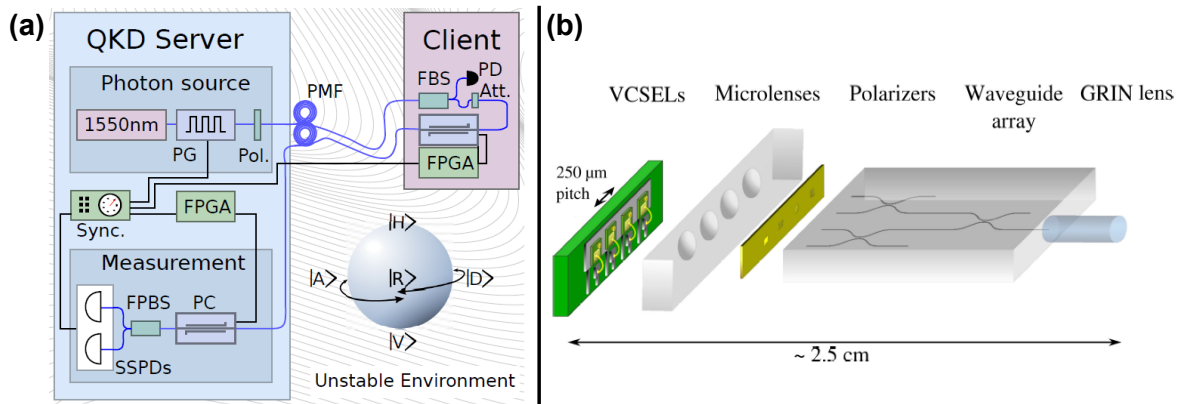 (a)
QKD Server
Photon source
1550nm
PG
Pol.
Sync.
FPGA
Measurement
FPBS
PC
SSPDs
PMF
Client
FBS
PD
Att.
FPGA
|H⟩
|A⟩
|R⟩
|D⟩
|V⟩
Unstable Environment
(b)
VCSELs
Microlenses
Polarizers
Waveguide
array
GRIN lens
250 μm
pitch
~ 2.5 cm